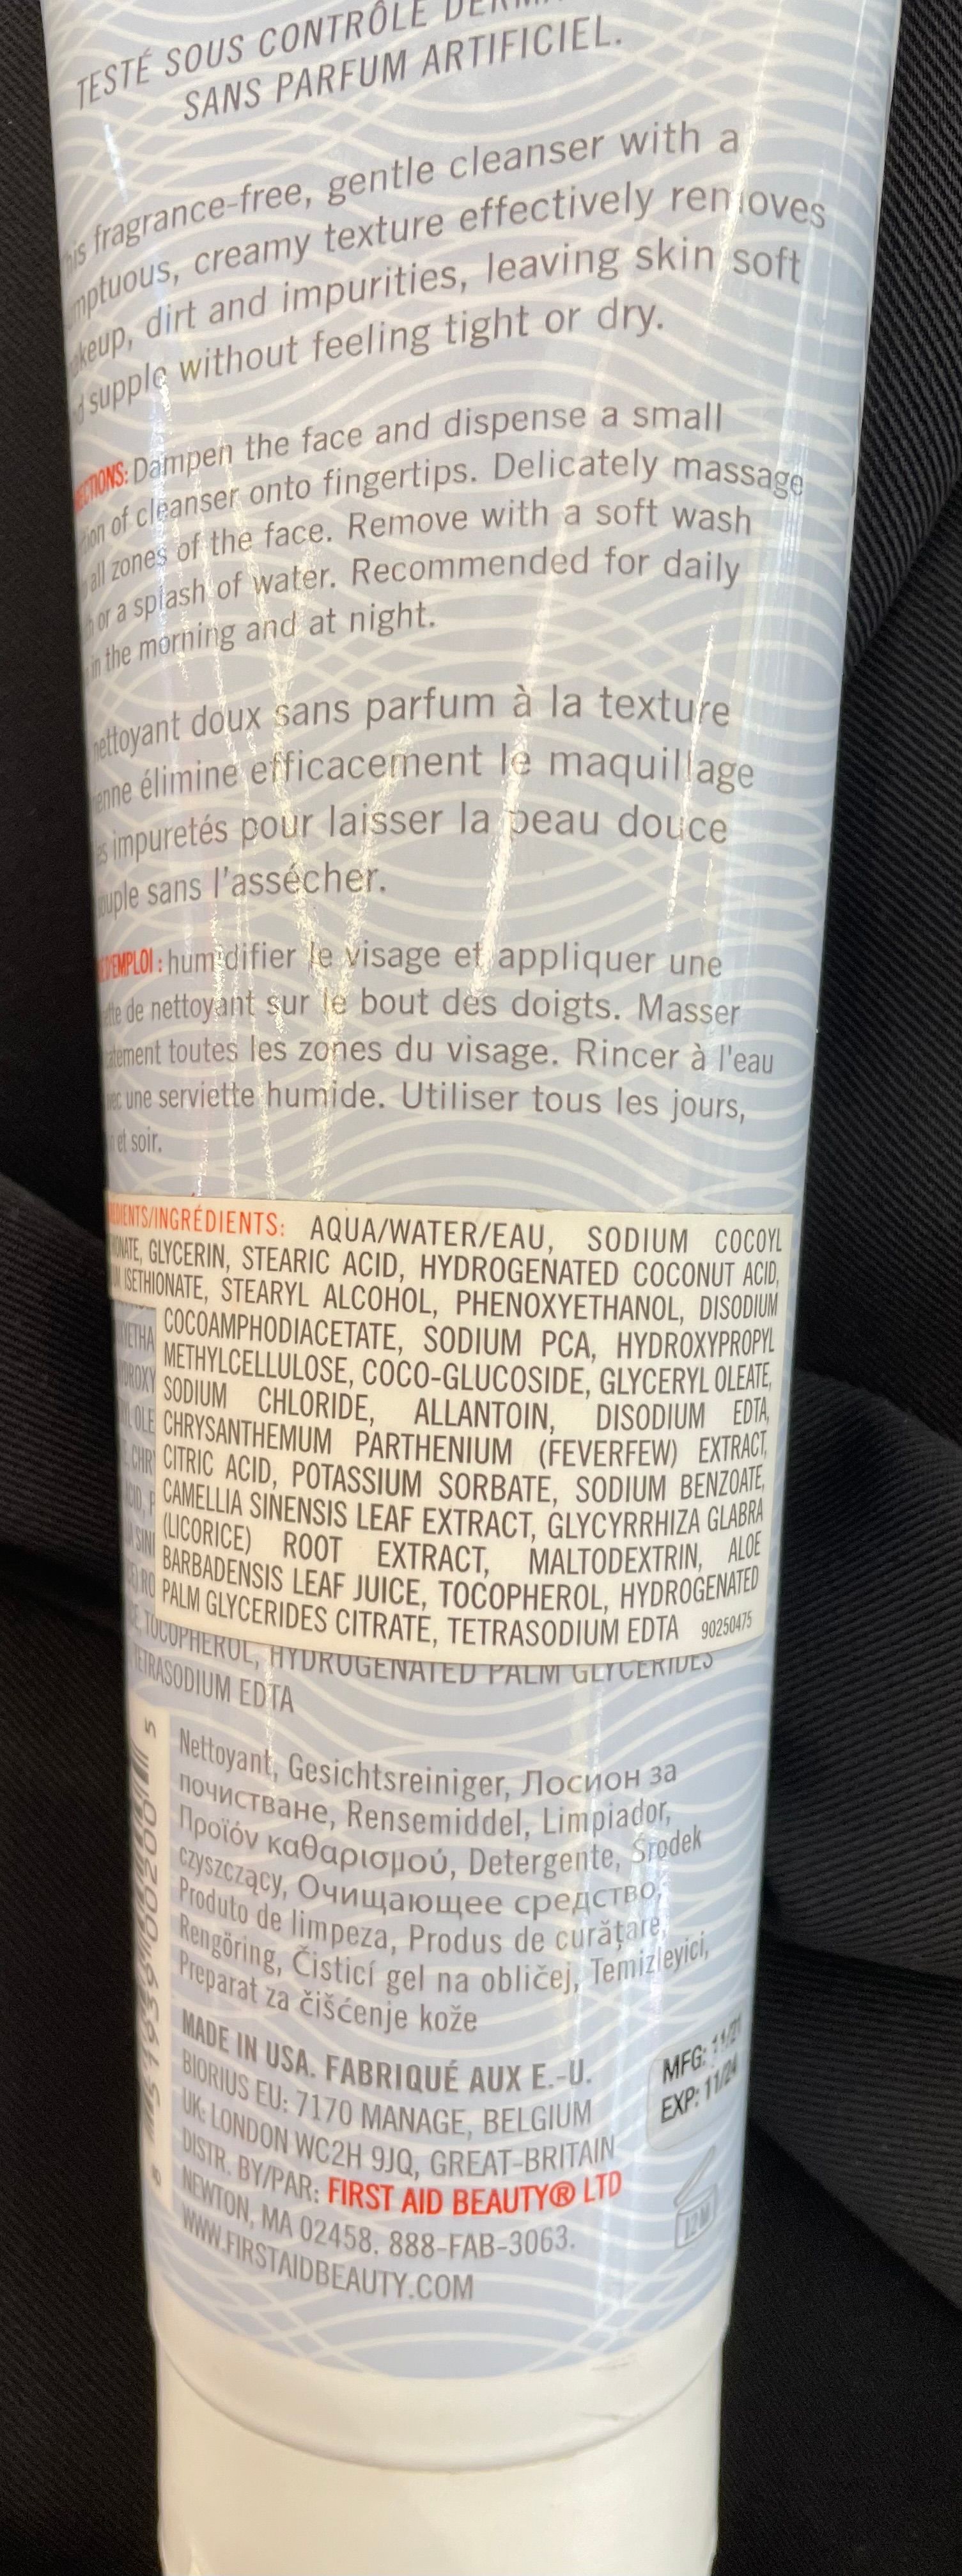 TESTÉ SOUS CONTRÔLE
SANS PARFUM ARTIFICIEL.
fragrance-free, gentle cleanser with a
creamy texture effectively removes
dirt and impurities, leaving skin soft
supple without feeling tight or dry.
Dampen the face and dispense a small
of cleanser onto fingertips. Delicately massage
all zones of the face. Remove with a soft wash
or a splash of water. Recommended for daily
in the morning and at night.
nettoyant doux sans parfum à la texture
élimine efficacement le maquillage
impuretés pour laisser la peau douce
sans l'assécher.
D'EMPLOI : humidifier le visage et appliquer une
de nettoyant sur le bout des doigts. Masser
toutes les zones du visage. Rincer à l'eau
une serviette humide. Utiliser tous les jours,
et soir.
INGRÉDIENTS: AQUA/WATER/EAU, SODIUM COCOYL
GLYCERIN, STEARIC ACID, HYDROGENATED COCONUT ACID,
ISETHIONATE, STEARYL ALCOHOL, PHENOXYETHANOL, DISODIUM
COCOAMPHODIACETATE, SODIUM PCA, HYDROXYPROPYL
METHYLCELLULOSE, COCO-GLUCOSIDE, GLYCERYL OLEATE,
SODIUM CHLORIDE, ALLANTOIN, DISODIUM EDTA,
CHRYSANTHEMUM PARTHENIUM (FEVERFEW) EXTRACT,
CITRIC ACID, POTASSIUM SORBATE, SODIUM BENZOATE,
CAMELLIA SINENSIS LEAF EXTRACT, GLYCYRRHIZA GLABRA
(LICORICE) ROOT EXTRACT, MALTODEXTRIN, ALOE
BARBADENSIS LEAF JUICE, TOCOPHEROL, HYDROGENATED
PALM GLYCERIDES CITRATE, TETRASODIUM EDTA 90250475
TOCOPHEROL, HYDROGENATED PALM GLYCERIDES
TETRASODIUM EDTA
Nettoyant, Gesichtsreiniger, Лосион за
почистване, Rensemiddel, Limpiador,
Προϊόν καθαρισμού, Detergente, Środek
czyszczący, Очищающее средство,
Produto de limpeza, Produs de curățare,
Rengöring, Čisticí gel na obličej, Temizleyici,
Preparat za čišćenje kože
MADE IN USA. FABRIQUÉ AUX E.-U.
BIORIUS EU: 7170 MANAGE, BELGIUM
UK: LONDON WC2H 9JQ, GREAT-BRITAIN
DISTR. BY/PAR: FIRST AID BEAUTY® LTD
NEWTON, MA 02458. 888-FAB-3063.
WWW.FIRSTAIDBEAUTY.COM
MFG: 11/21
EXP: 11/24
12M